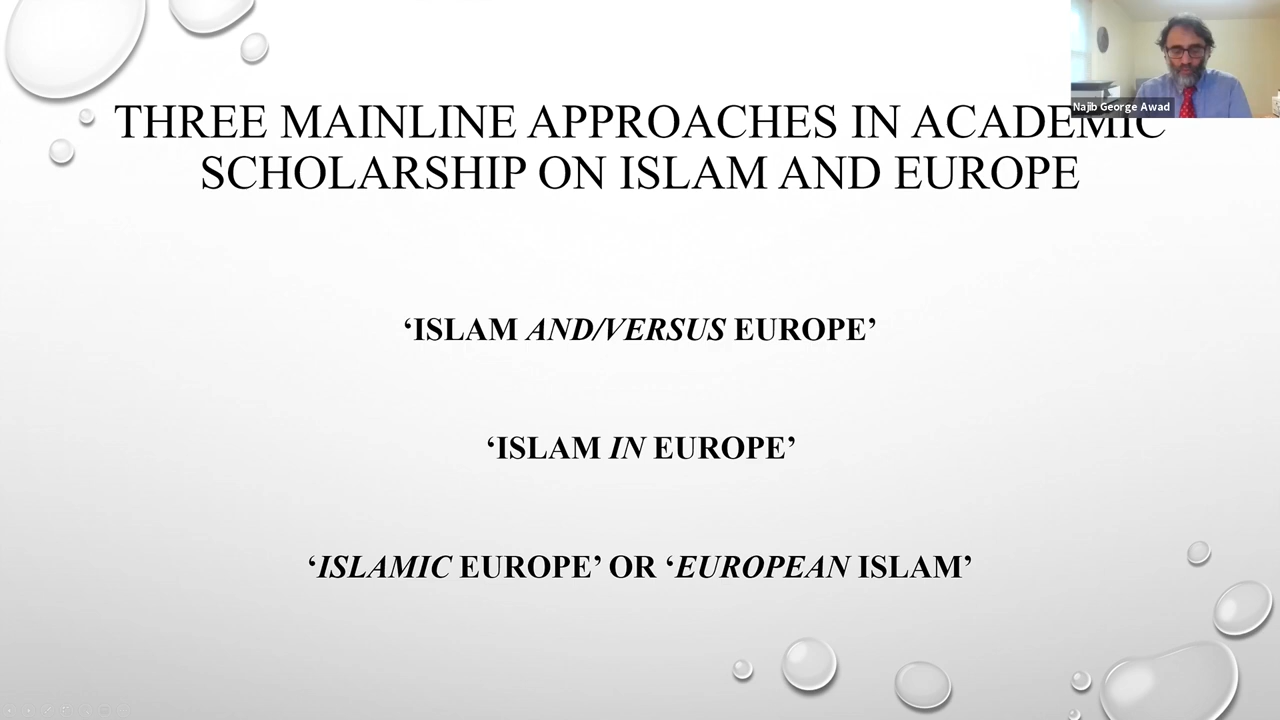 Najib George Awad
THREE MAINLINE APPROACHES IN ACADEMIC
SCHOLARSHIP ON ISLAM AND EUROPE
‘ISLAM AND/VERSUS EUROPE’
‘ISLAM IN EUROPE’
‘ISLAMIC EUROPE’ OR ‘EUROPEAN ISLAM’